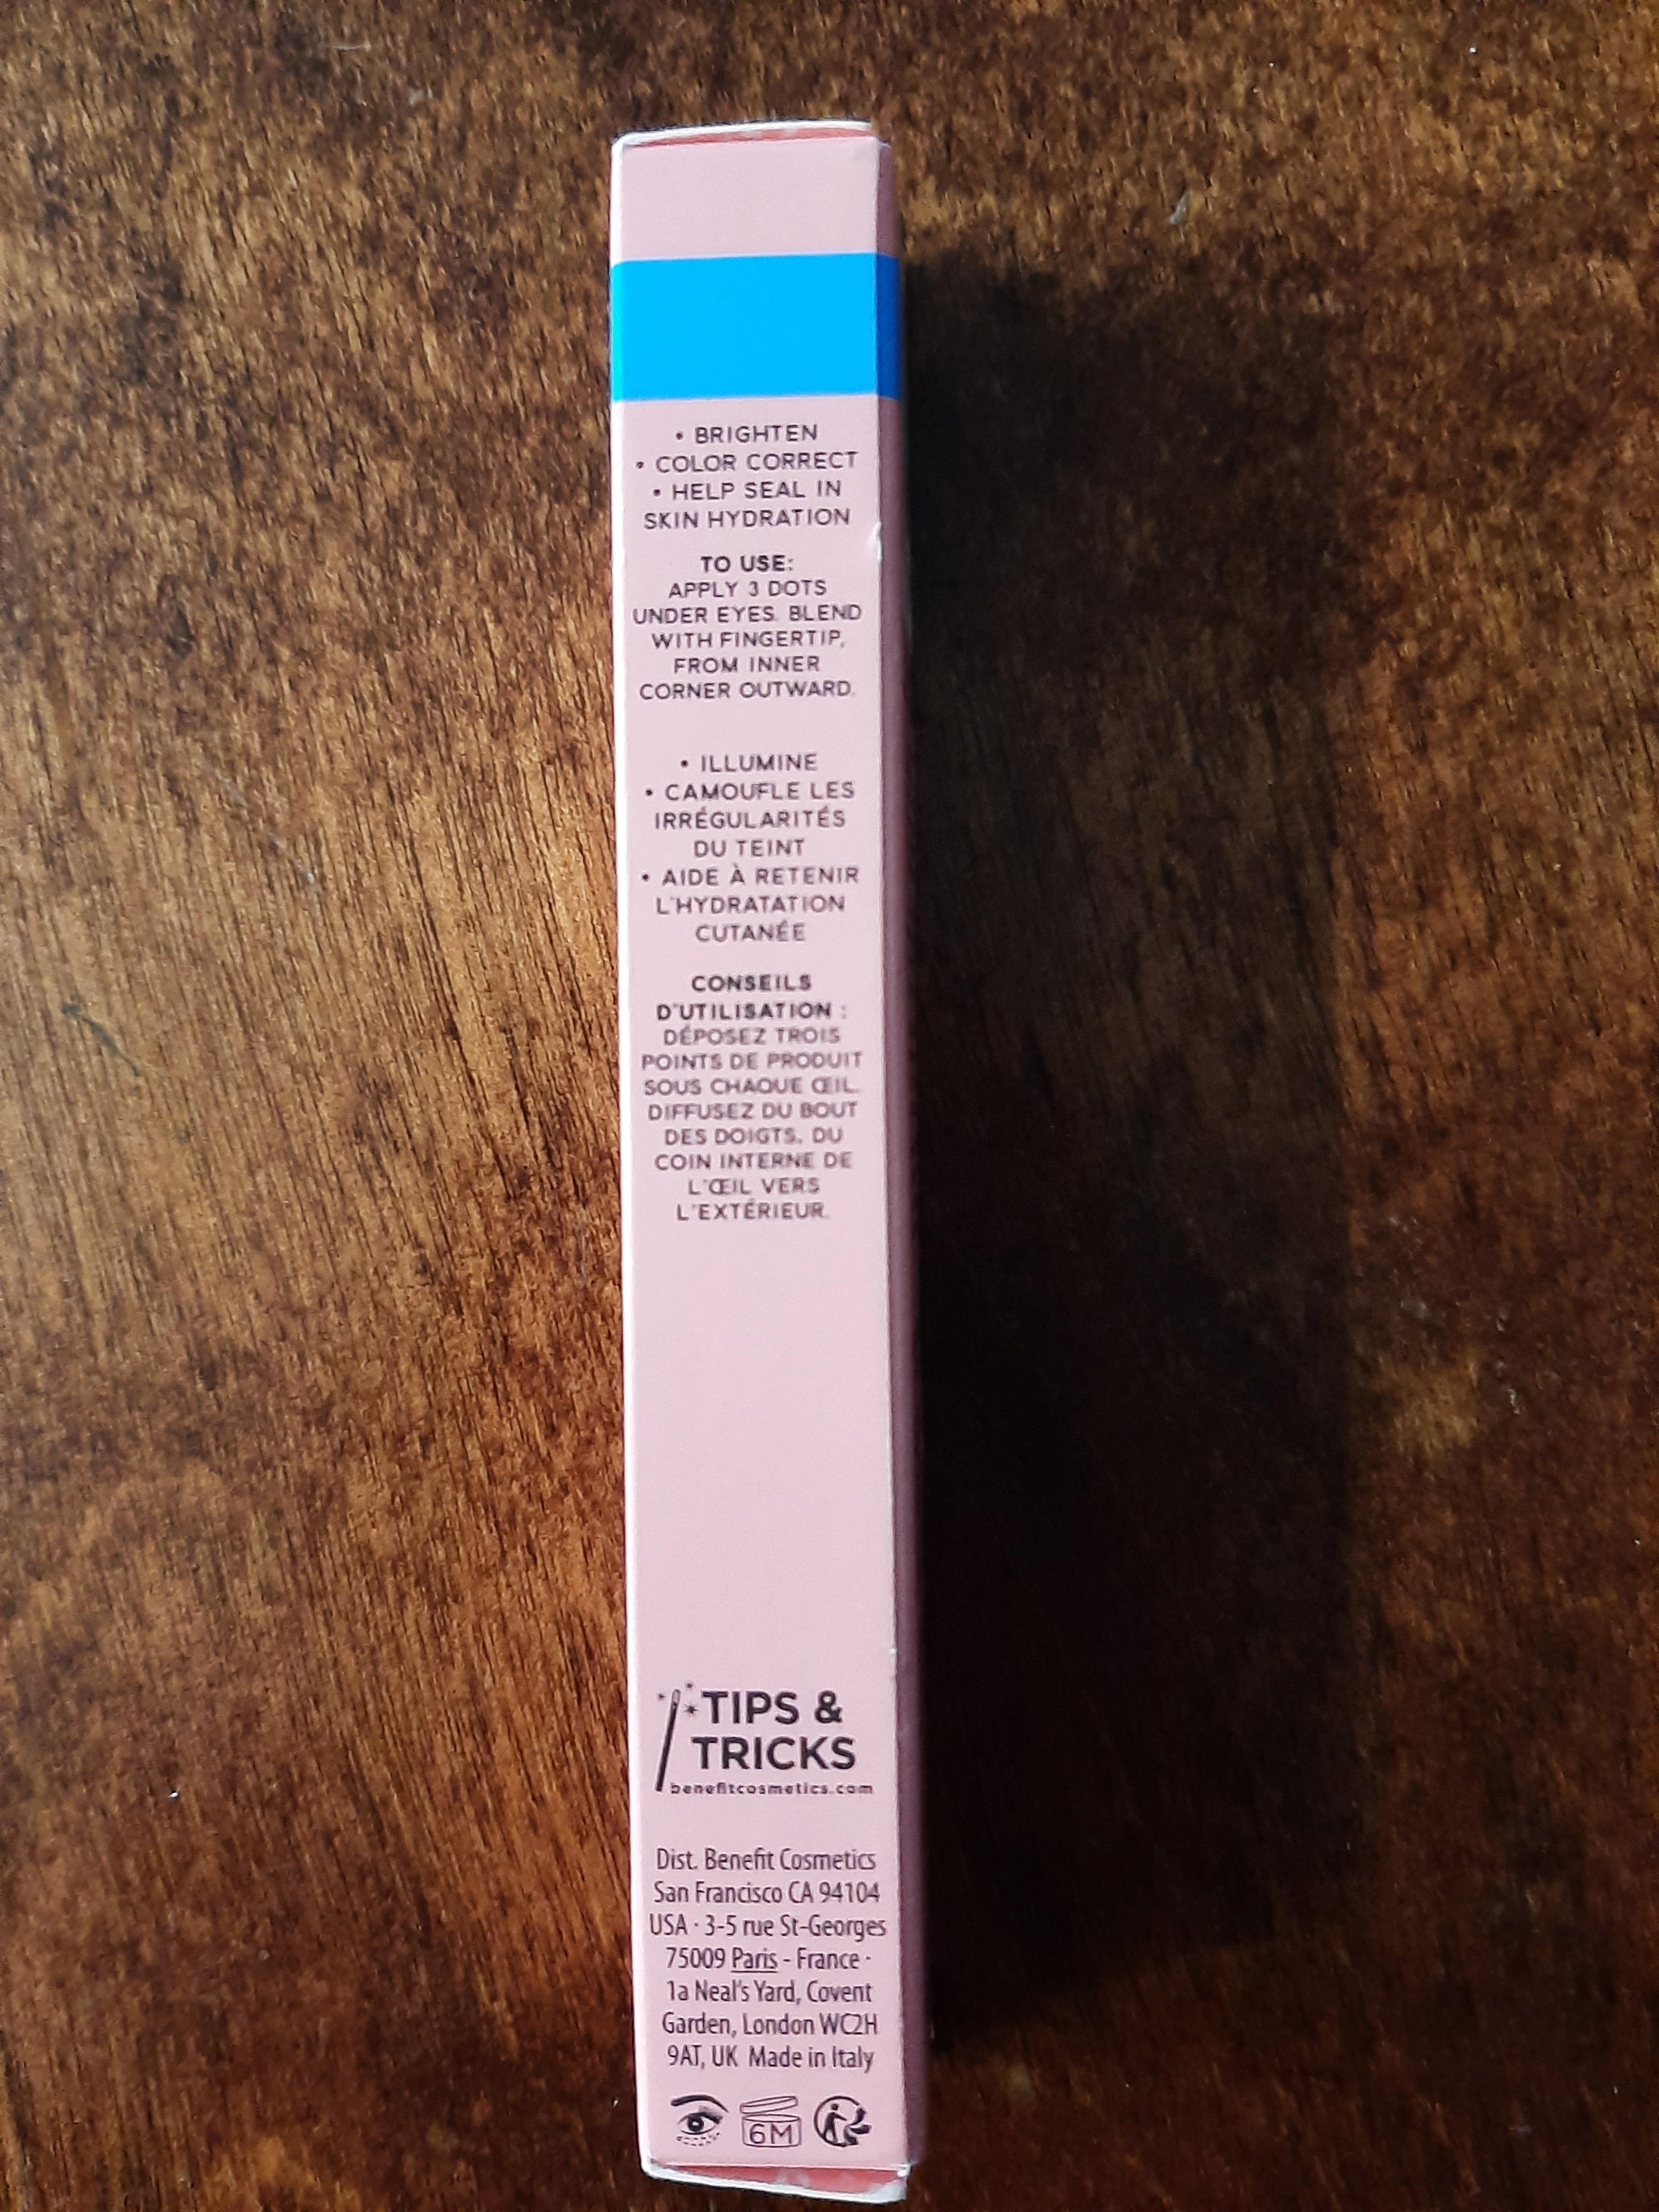 • BRIGHTEN
• COLOR CORRECT
• HELP SEAL IN
SKIN HYDRATION
TO USE:
APPLY 3 DOTS
UNDER EYES. BLEND
WITH FINGERTIP,
FROM INNER
CORNER OUTWARD.
• ILLUMINE
• CAMOUFLE LES
IRRÉGULARITÉS
DU TEINT
• AIDE À RETENIR
L'HYDRATATION
CUTANÉE
CONSEILS
D'UTILISATION :
DÉPOSEZ TROIS
POINTS DE PRODUIT
SOUS CHAQUE ŒIL.
DIFFUSEZ DU BOUT
DES DOIGTS, DU
COIN INTERNE DE
L'ŒIL VERS
L'EXTÉRIEUR.
TIPS &
TRICKS
benefitcosmetics.com
Dist. Benefit Cosmetics
San Francisco CA 94104
USA · 3-5 rue St-Georges
75009 Paris - France ·
1a Neal's Yard, Covent
Garden, London WC2H
9AT, UK Made in Italy
6M